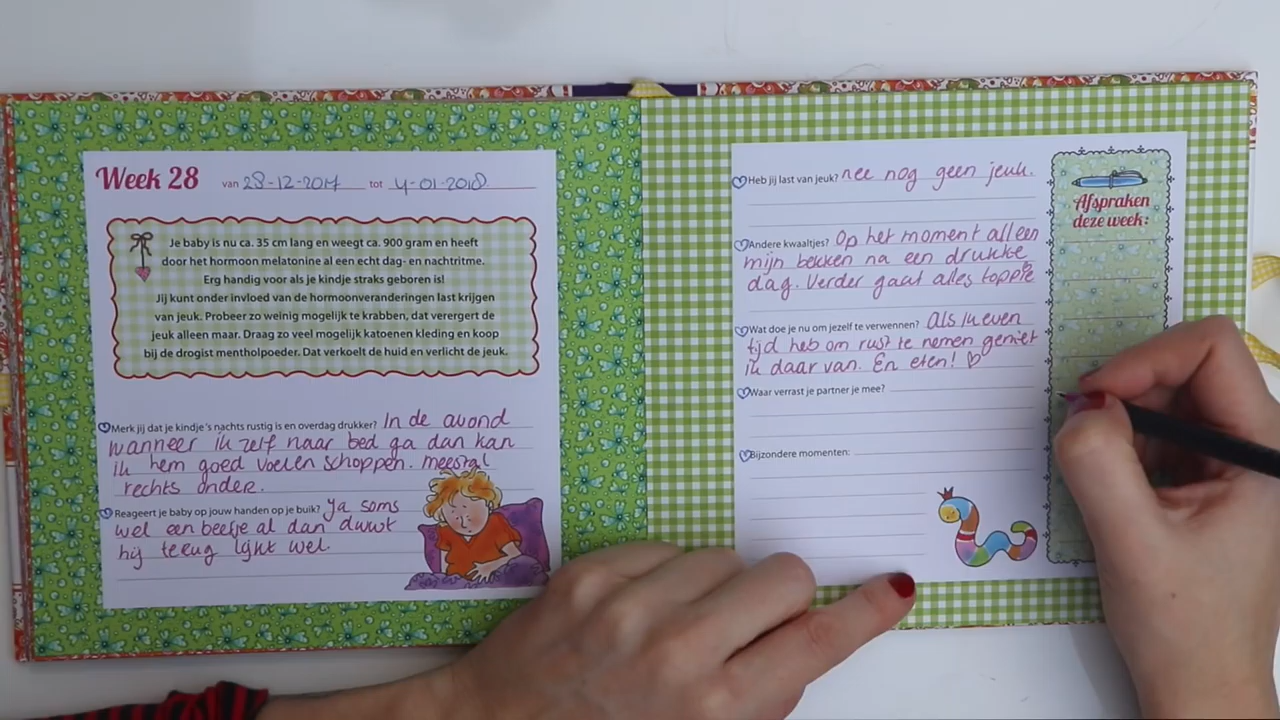 Week 28 van 28-12-2017 tot 4-01-2018
Je baby is nu ca. 35 cm lang en weegt ca. 900 gram en heeft
door het hormoon melatonine al een echt dag- en nachtritme.
Erg handig voor als je kindje straks geboren is!
Jij kunt onder invloed van de hormoonveranderingen last krijgen
van jeuk. Probeer zo weinig mogelijk te krabben, dat verergert de
jeuk alleen maar. Draag zo veel mogelijk katoenen kleding en koop
bij de drogist mentholpoeder. Dat verkoelt de huid en verlicht de jeuk.
Merk jij dat je kindje 's nachts rustig is en overdag drukker? In de avond
wanneer ik zelf naar bed ga dan kan
ik hem goed voelen schoppen. meestal
rechts onder.
Reageert je baby op jouw handen op je buik? Ja soms
wel een beetje al dan duwt
hij terug lijkt wel.
Heb jij last van jeuk? nee nog geen jeuk.
Andere kwaaltjes? Op het moment alleen
mijn bekken na een drukke
dag. Verder gaat alles toppie
Wat doe je nu om jezelf te verwennen? Als ik even
tijd heb om rust te nemen geniet
ik daar van. En eten!
Waar verrast je partner je mee?
Bijzondere momenten:
Afspraken
deze week: